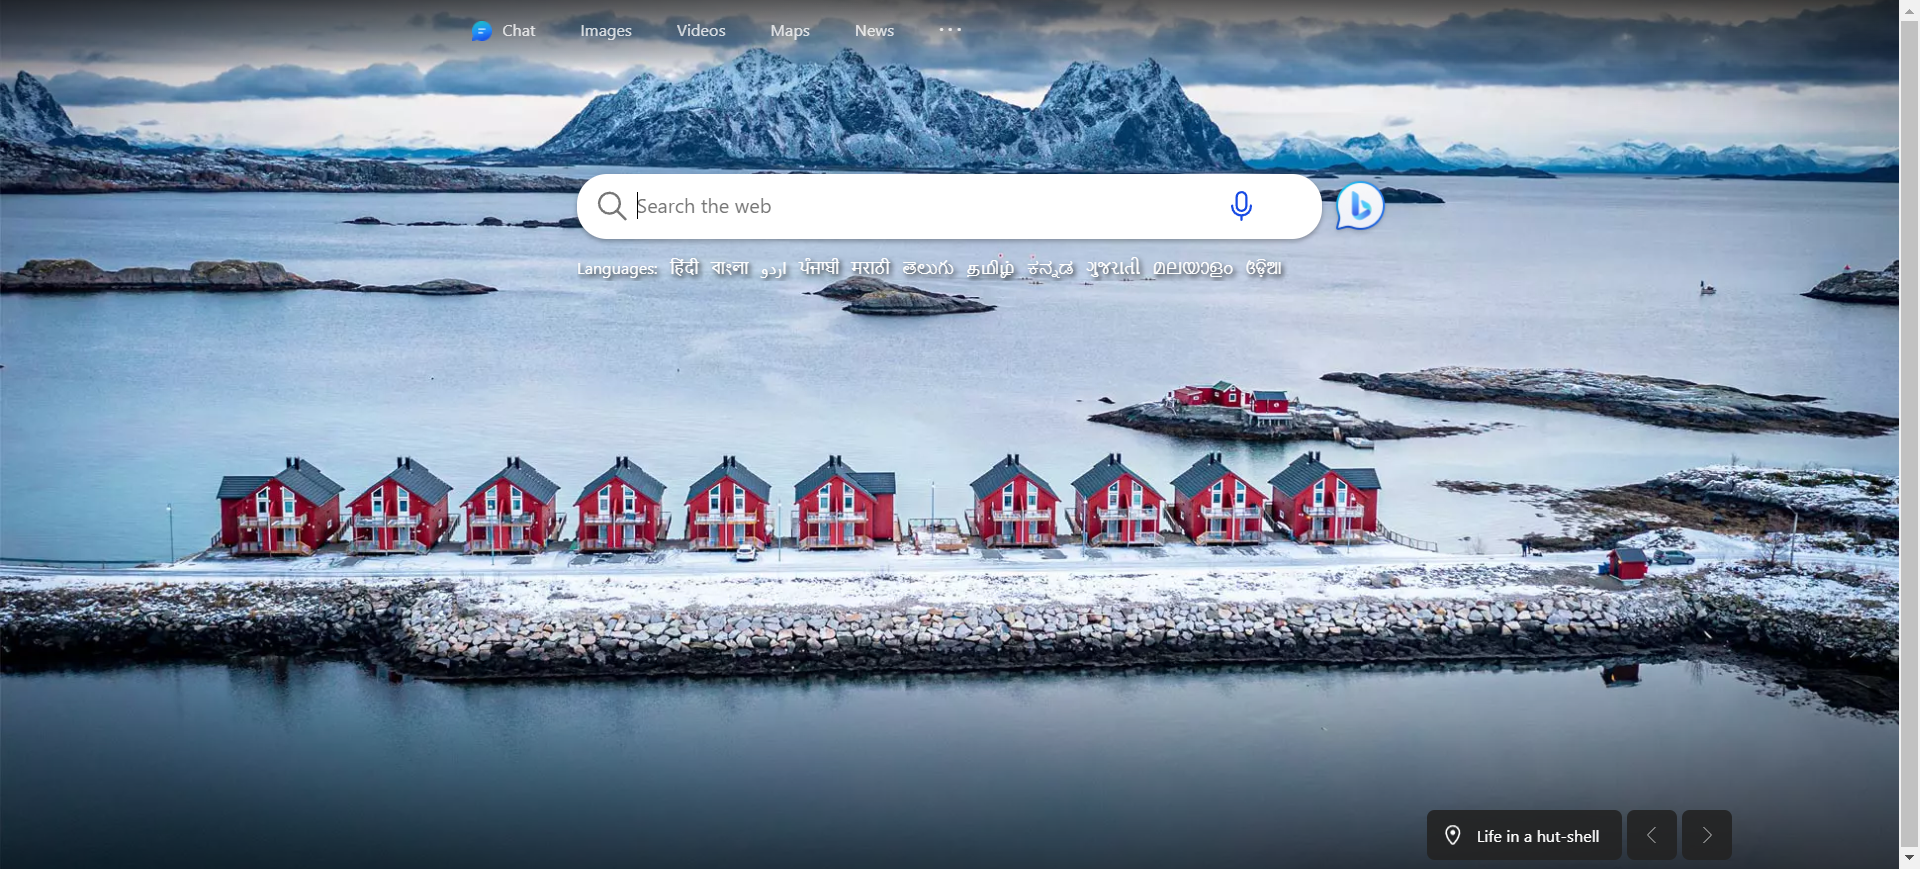 Chat Images Videos Maps News ...
Search the web
Languages: हिंदी বাংলা اردو ਪੰਜਾਬੀ मराठी తెలుగు தமிழ் ಕನ್ನಡ ગુજરાતી മലയാളം ଓଡ଼ିଆ
Life in a hut-shell